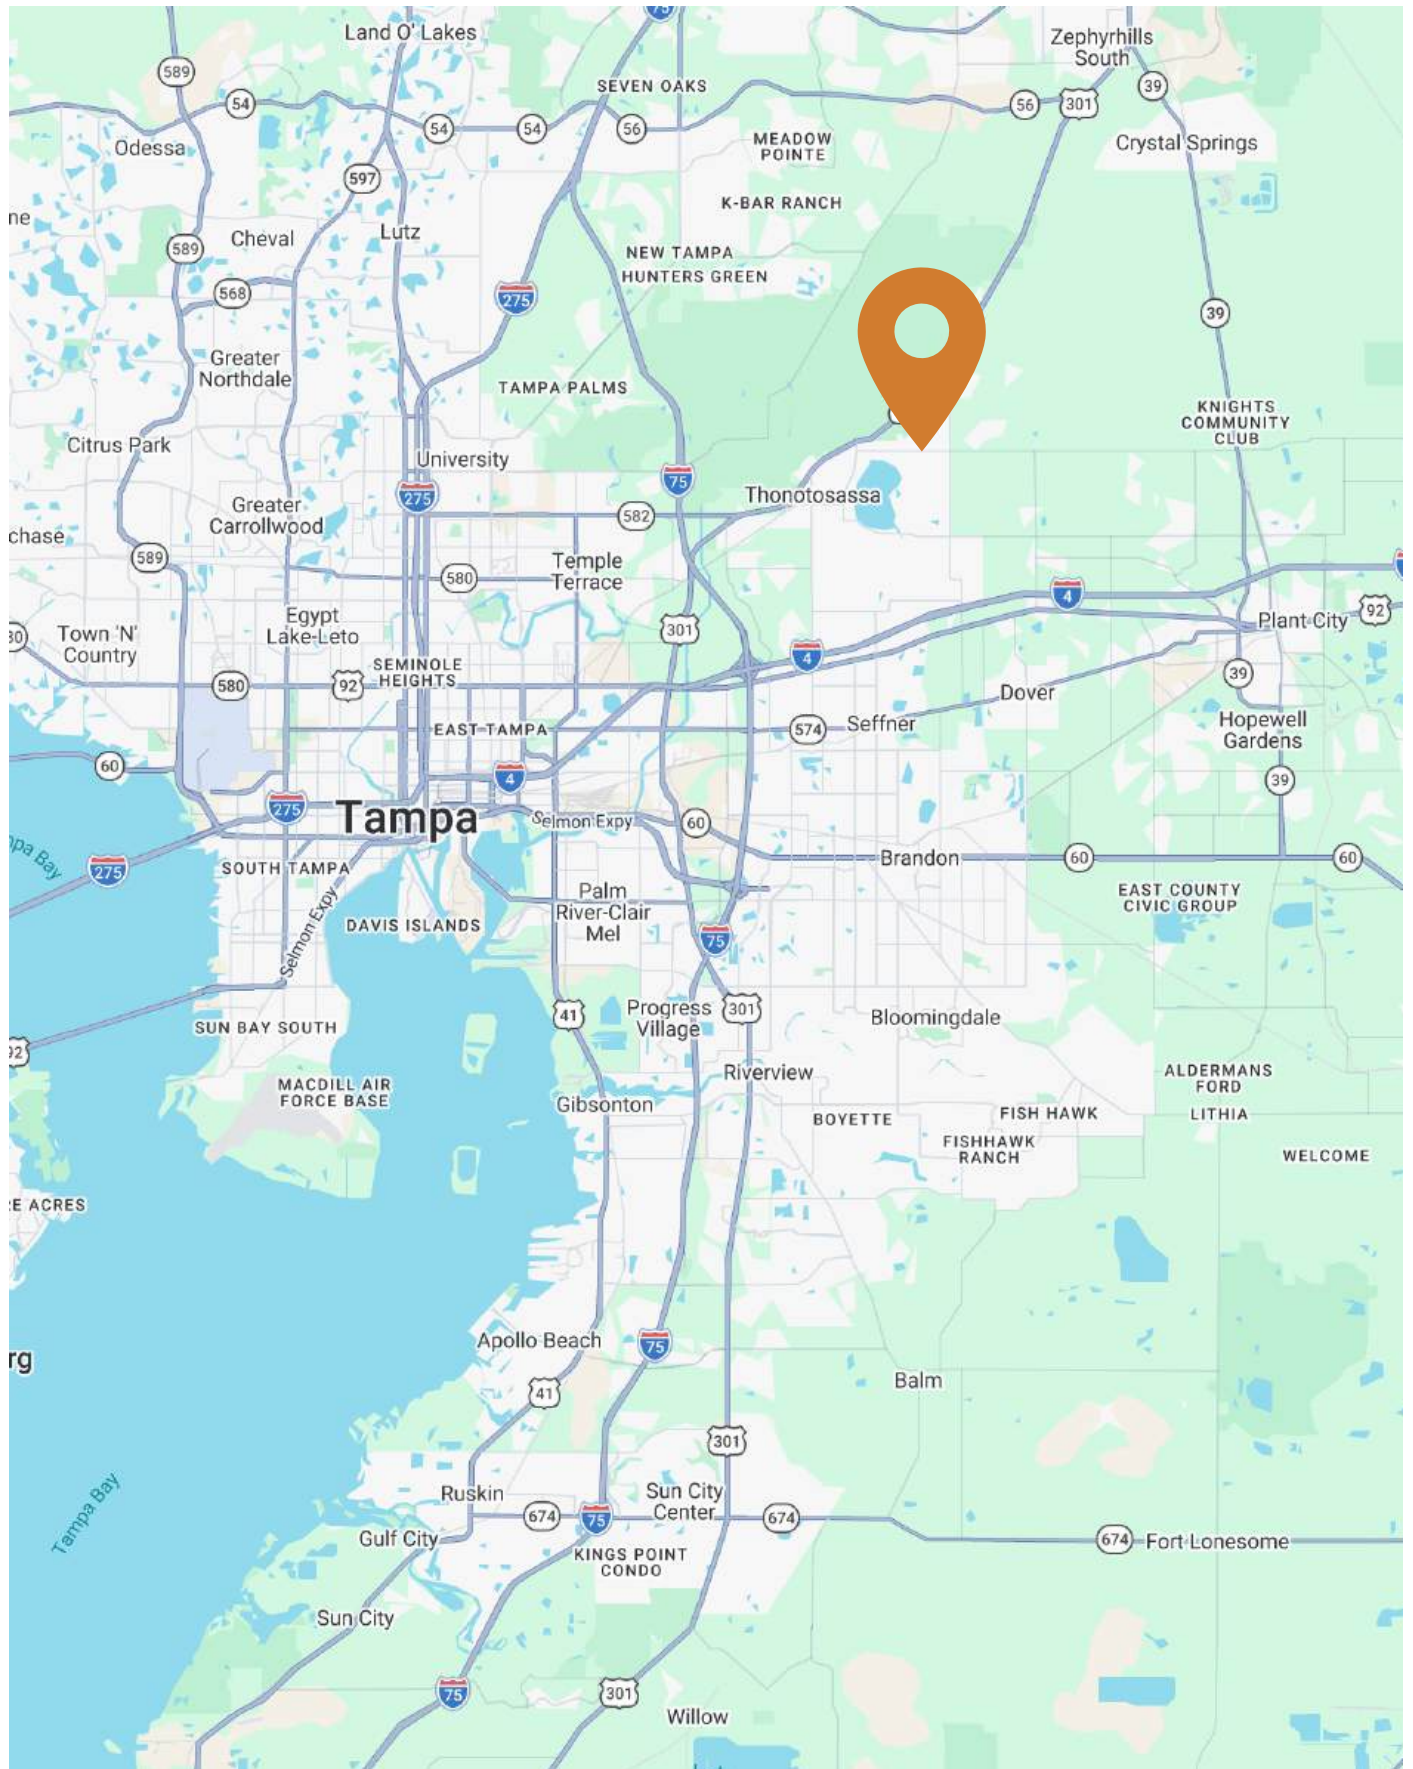 75
Land O' Lakes
Zephyrhills
South
589
SEVEN OAKS
39
54
56
301
54
54
56
Odessa
MEADOW
POINTE
Crystal Springs
597
K-BAR RANCH
ne
Cheval
Lutz
589
NEW TAMPA
HUNTERS GREEN
568
275
39
Greater
Northdale
TAMPA PALMS
KNIGHTS
COMMUNITY
CLUB
Citrus Park
University
275
75
Thonotosassa
Greater
Carrollwood
582
chase
589
Temple
Terrace
580
4
Egypt
Lake-Leto
92
Plant City
30
Town 'N'
Country
301
4
SEMINOLE
HEIGHTS
39
580
92
Dover
EAST TAMPA
574
Seffner
Hopewell
Gardens
60
4
39
275
Tampa
Selmon Expy
60
npa Bay
275
SOUTH TAMPA
Brandon
60
60
Palm
River-Clair
Mel
EAST COUNTY
CIVIC GROUP
Selmon Expy
DAVIS ISLANDS
75
41
Progress
Village
301
Bloomingdale
SUN BAY SOUTH
92
MACDILL AIR
FORCE BASE
Riverview
ALDERMANS
FORD
Gibsonton
BOYETTE
FISH HAWK
LITHIA
FISHHAWK
RANCH
WELCOME
E ACRES
Apollo Beach
75
rg
Balm
41
301
Ruskin
Sun City
Center
674
75
674
Tampa Bay
Gulf City
674
Fort Lonesome
KINGS POINT
CONDO
Sun City
75
301
Willow